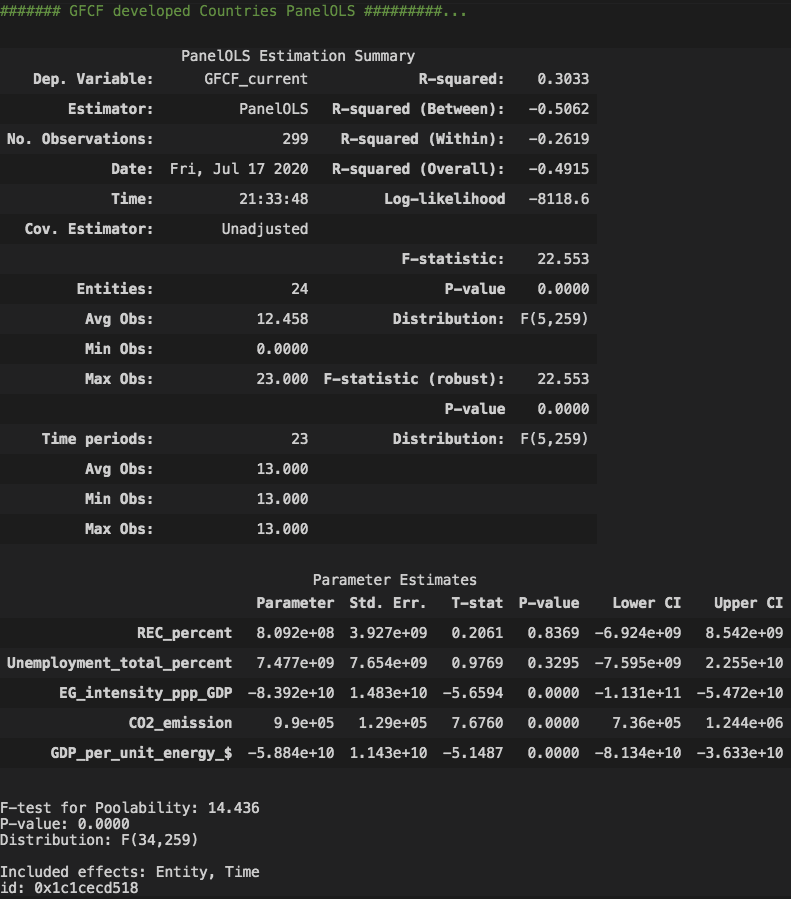 ####### GFCF developed Countries PanelOLS #########...
PanelOLS Estimation Summary
Dep. Variable: GFCF_current R-squared: 0.3033
Estimator: PanelOLS R-squared (Between): -0.5062
No. Observations: 299 R-squared (Within): -0.2619
Date: Fri, Jul 17 2020 R-squared (Overall): -0.4915
Time: 21:33:48 Log-likelihood -8118.6
Cov. Estimator: Unadjusted
F-statistic: 22.553
Entities: 24 P-value 0.0000
Avg Obs: 12.458 Distribution: F(5,259)
Min Obs: 0.0000
Max Obs: 23.000 F-statistic (robust): 22.553
P-value 0.0000
Time periods: 23 Distribution: F(5,259)
Avg Obs: 13.000
Min Obs: 13.000
Max Obs: 13.000
Parameter Estimates
Parameter Std. Err. T-stat P-value Lower CI Upper CI
REC_percent 8.092e+08 3.927e+09 0.2061 0.8369 -6.924e+09 8.542e+09
Unemployment_total_percent 7.477e+09 7.654e+09 0.9769 0.3295 -7.595e+09 2.255e+10
EG_intensity_ppp_GDP -8.392e+10 1.483e+10 -5.6594 0.0000 -1.131e+11 -5.472e+10
CO2_emission 9.9e+05 1.29e+05 7.6760 0.0000 7.36e+05 1.244e+06
GDP_per_unit_energy_$ -5.884e+10 1.143e+10 -5.1487 0.0000 -8.134e+10 -3.633e+10
F-test for Poolability: 14.436
P-value: 0.0000
Distribution: F(34,259)
Included effects: Entity, Time
id: 0x1c1cecd518